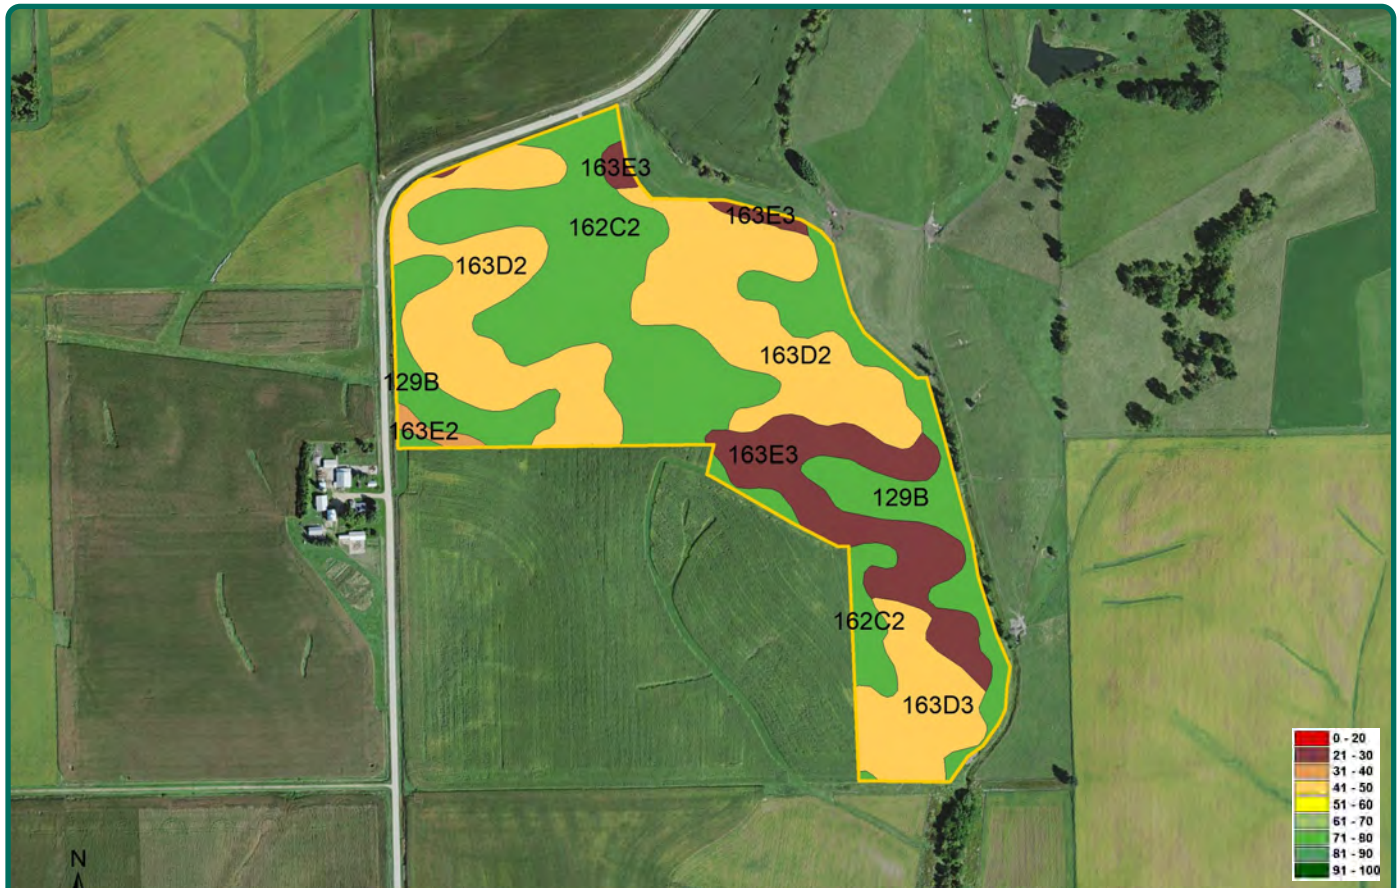 163E3
163E3
162C2
163D2
163D2
129B
163E2
163E3
129B
162C2
163D3
0 - 20
21 - 30
31 - 40
41 - 50
51 - 60
61 - 70
71 - 80
81 - 90
91 - 100
N